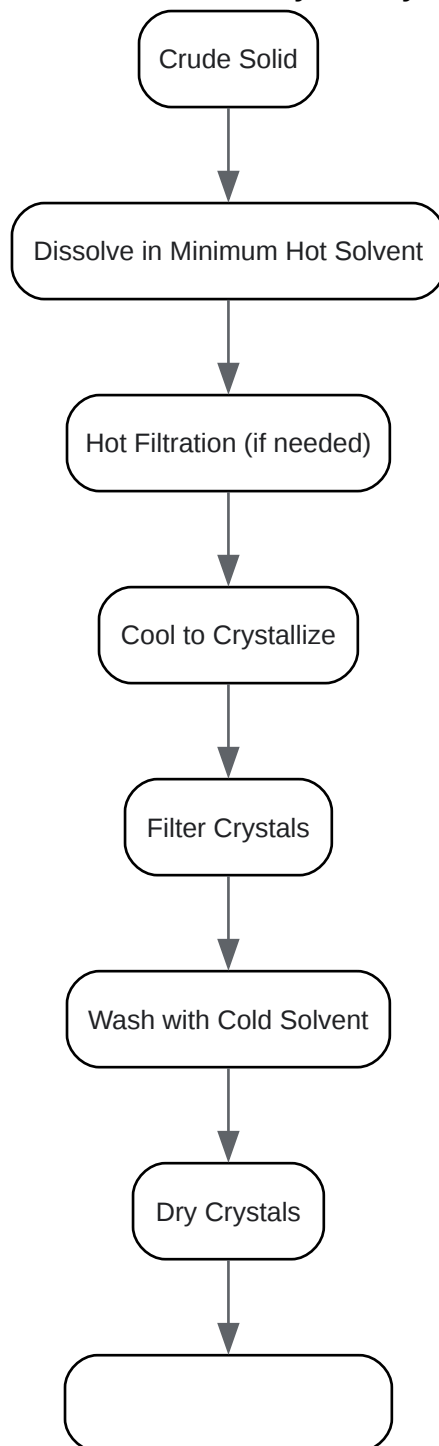 Crude Solid
Dissolve in Minimum Hot Solvent
Hot Filtration (if needed)
Cool to Crystallize
Filter Crystals
Wash with Cold Solvent
Dry Crystals